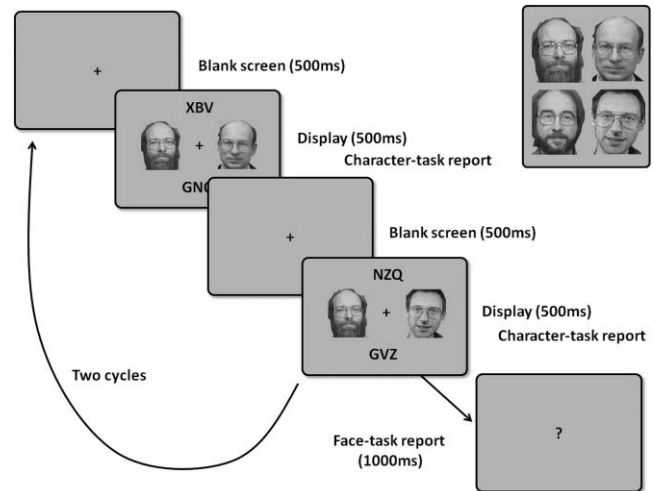 +
Blank screen (500ms)
XBV
+
Display (500ms)
Character-task report
+
Blank screen (500ms)
NZQ
+
GVZ
Display (500ms)
Character-task report
Two cycles
Face-task report
(1000ms)
?